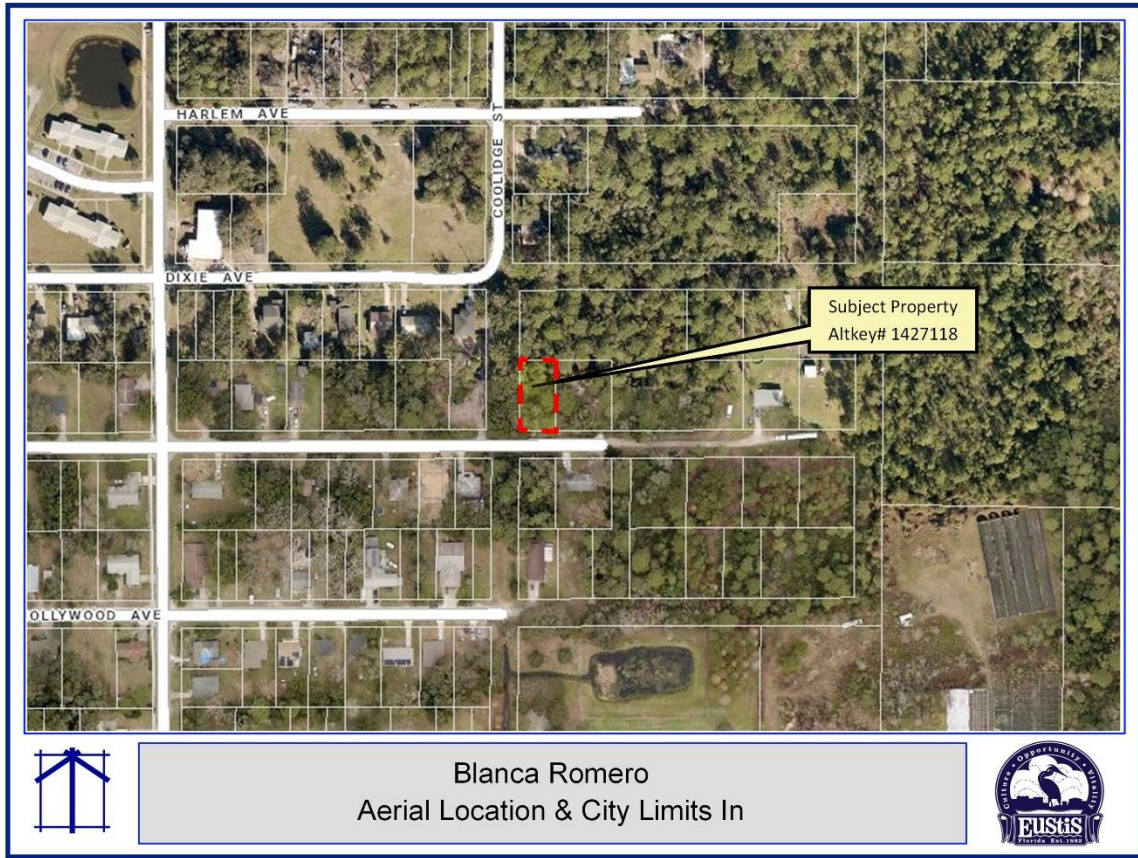 HARLEM AVE
COOLIDGE ST
DIXIE AVE
Subject Property
Altkey# 1427118
OLLYWOOD AVE
Blanca Romero
Aerial Location & City Limits In
Culture • Opportunity • Vitality
EUSTIS
Florida Est. 1883